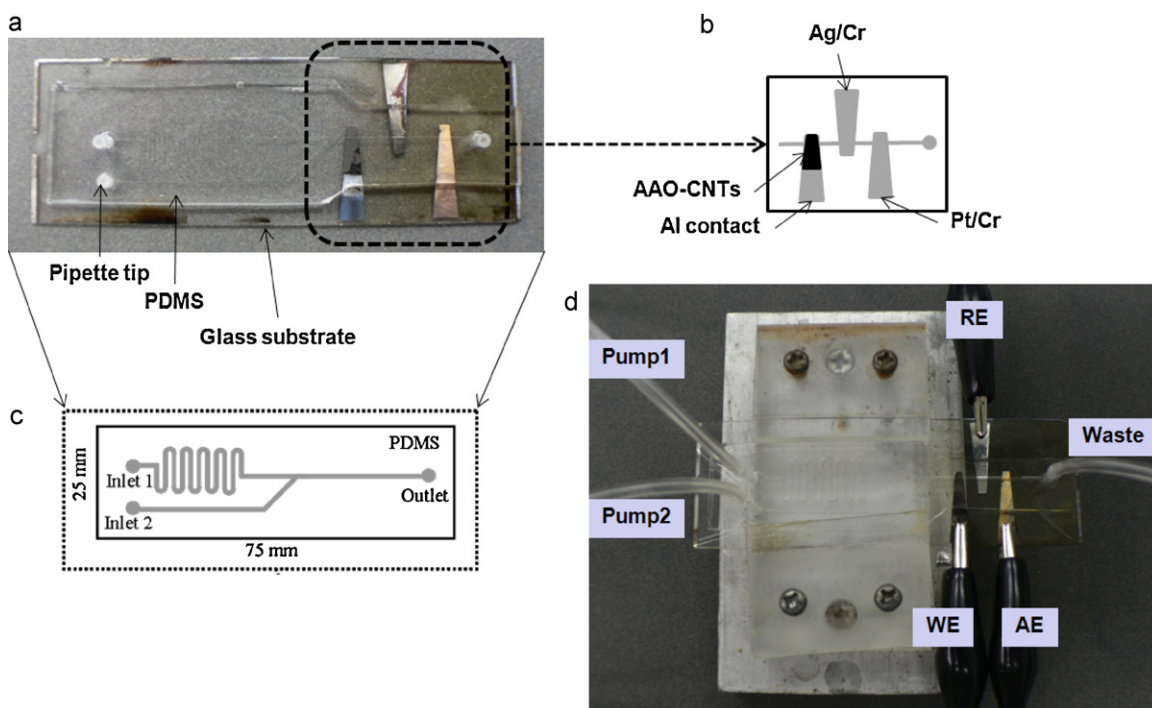 a
Pipette tip
PDMS
Glass substrate
b
Ag/Cr
AAO-CNTs
Al contact
Pt/Cr
c
PDMS
25 mm
Inlet 1
Inlet 2
Outlet
75 mm
d
RE
Pump1
Waste
Pump2
WE
AE